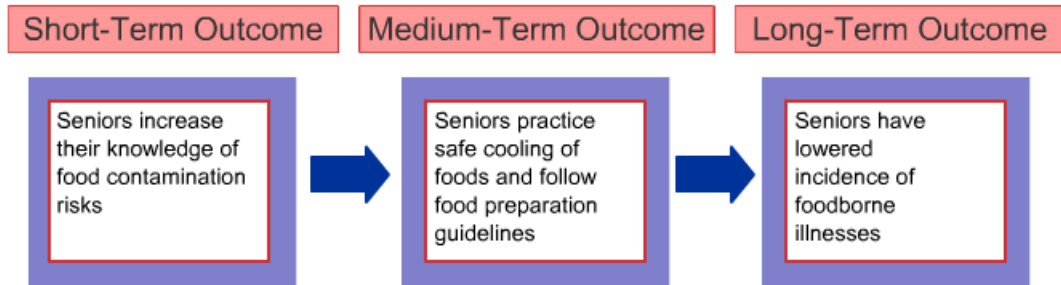 Short-Term Outcome
Medium-Term Outcome
Long-Term Outcome
Seniors increase
their knowledge of
food contamination
risks
Seniors practice
safe cooling of
foods and follow
food preparation
guidelines
Seniors have
lowered
incidence of
foodborne
illnesses